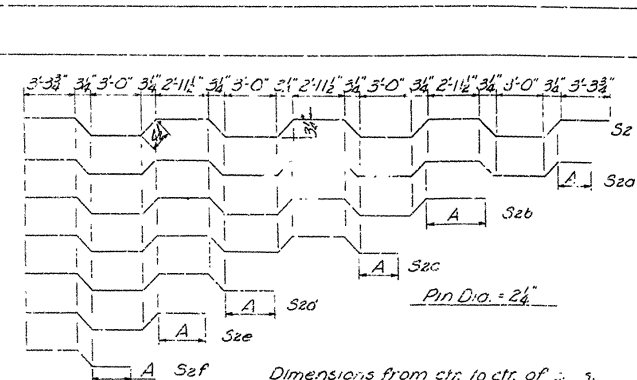 3'-3¾" 3¼" 3'-0" 3¼" 2'-11½" 3¼" 3'-0" 3¼" 2'-11½" 3¼" 3'-0" 3¼" 2'-11½" 3¼" 3'-0" 3¼" 3'-3¾"
3¼"
S2
A S2a
A S2b
A S2c
A S2d
Pin Dia. = 2¼"
A S2e
A S2f
Dimensions from ctr. to ctr. of